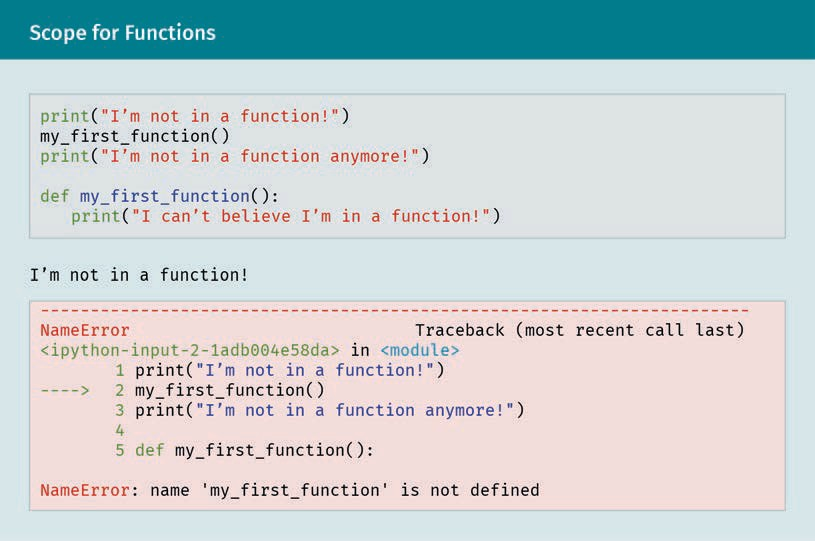 Scope for Functions
print("I’m not in a function!")
my_first_function()
print("I’m not in a function anymore!")
def my_first_function():
print("I can’t believe I’m in a function!")
I’m not in a function!
-----------------------------------------------------------------------
NameError Traceback (most recent call last)
<ipython-input-2-1adb004e58da> in <module>
1 print("I’m not in a function!")
----> 2 my_first_function()
3 print("I’m not in a function anymore!")
4
5 def my_first_function():
NameError: name 'my_first_function' is not defined